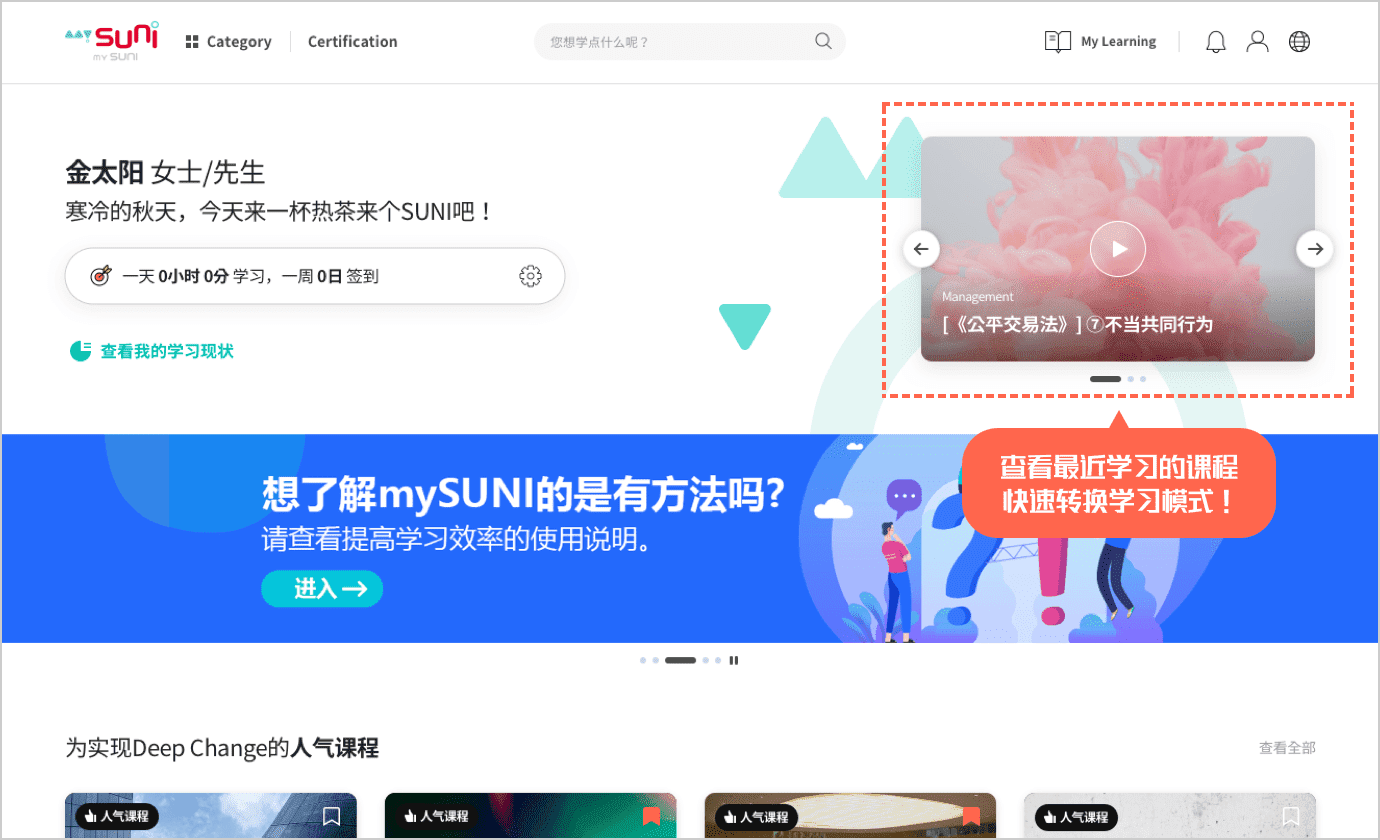 mySUNI
my SUNI
Category
Certification
您想学点什么呢？
My Learning
金太阳 女士/先生
寒冷的秋天，今天来一杯热茶来个SUNI吧！
一天 0小时 0分 学习，一周 0日 签到
查看我的学习现状
Management
[《公平交易法》] ⑦不当共同行为
查看最近学习的课程
快速转换学习模式！
想了解mySUNI的是有方法吗?
请查看提高学习效率的使用说明。
进入→
为实现Deep Change的人气课程
查看全部
人气课程
人气课程
人气课程
人气课程